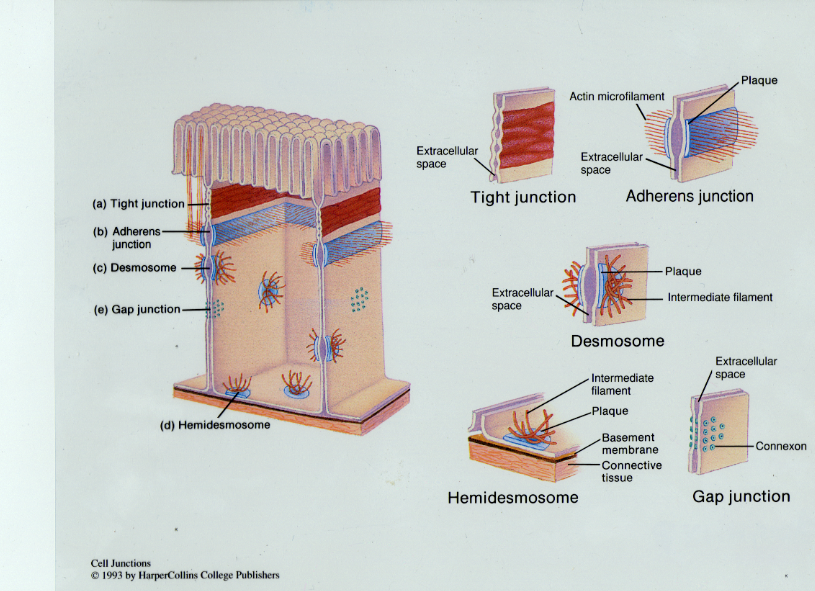 (a) Tight junction
(b) Adherens
junction
(c) Desmosome
(e) Gap junction
(d) Hemidesmosome
Extracellular
space
Tight junction
Actin microfilament
Plaque
Extracellular
space
Adherens junction
Extracellular
space
Plaque
Intermediate filament
Desmosome
Intermediate
filament
Plaque
Basement
membrane
Connective
tissue
Hemidesmosome
Extracellular
space
Connexon
Gap junction
Cell Junctions
© 1993 by HarperCollins College Publishers